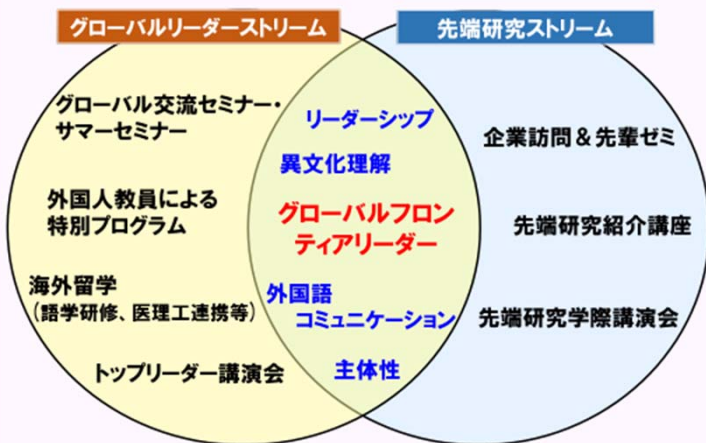 グローバルリーダーストリーム
先端研究ストリーム
グローバル交流セミナー・
サマーセミナー
外国人教員による
特別プログラム
海外留学
(語学研修、医理工連携等)
トップリーダー講演会
リーダーシップ
異文化理解
グローバルフロン
ティアリーダー
外国語
コミュニケーション
主体性
企業訪問&先輩ゼミ
先端研究紹介講座
先端研究学際講演会